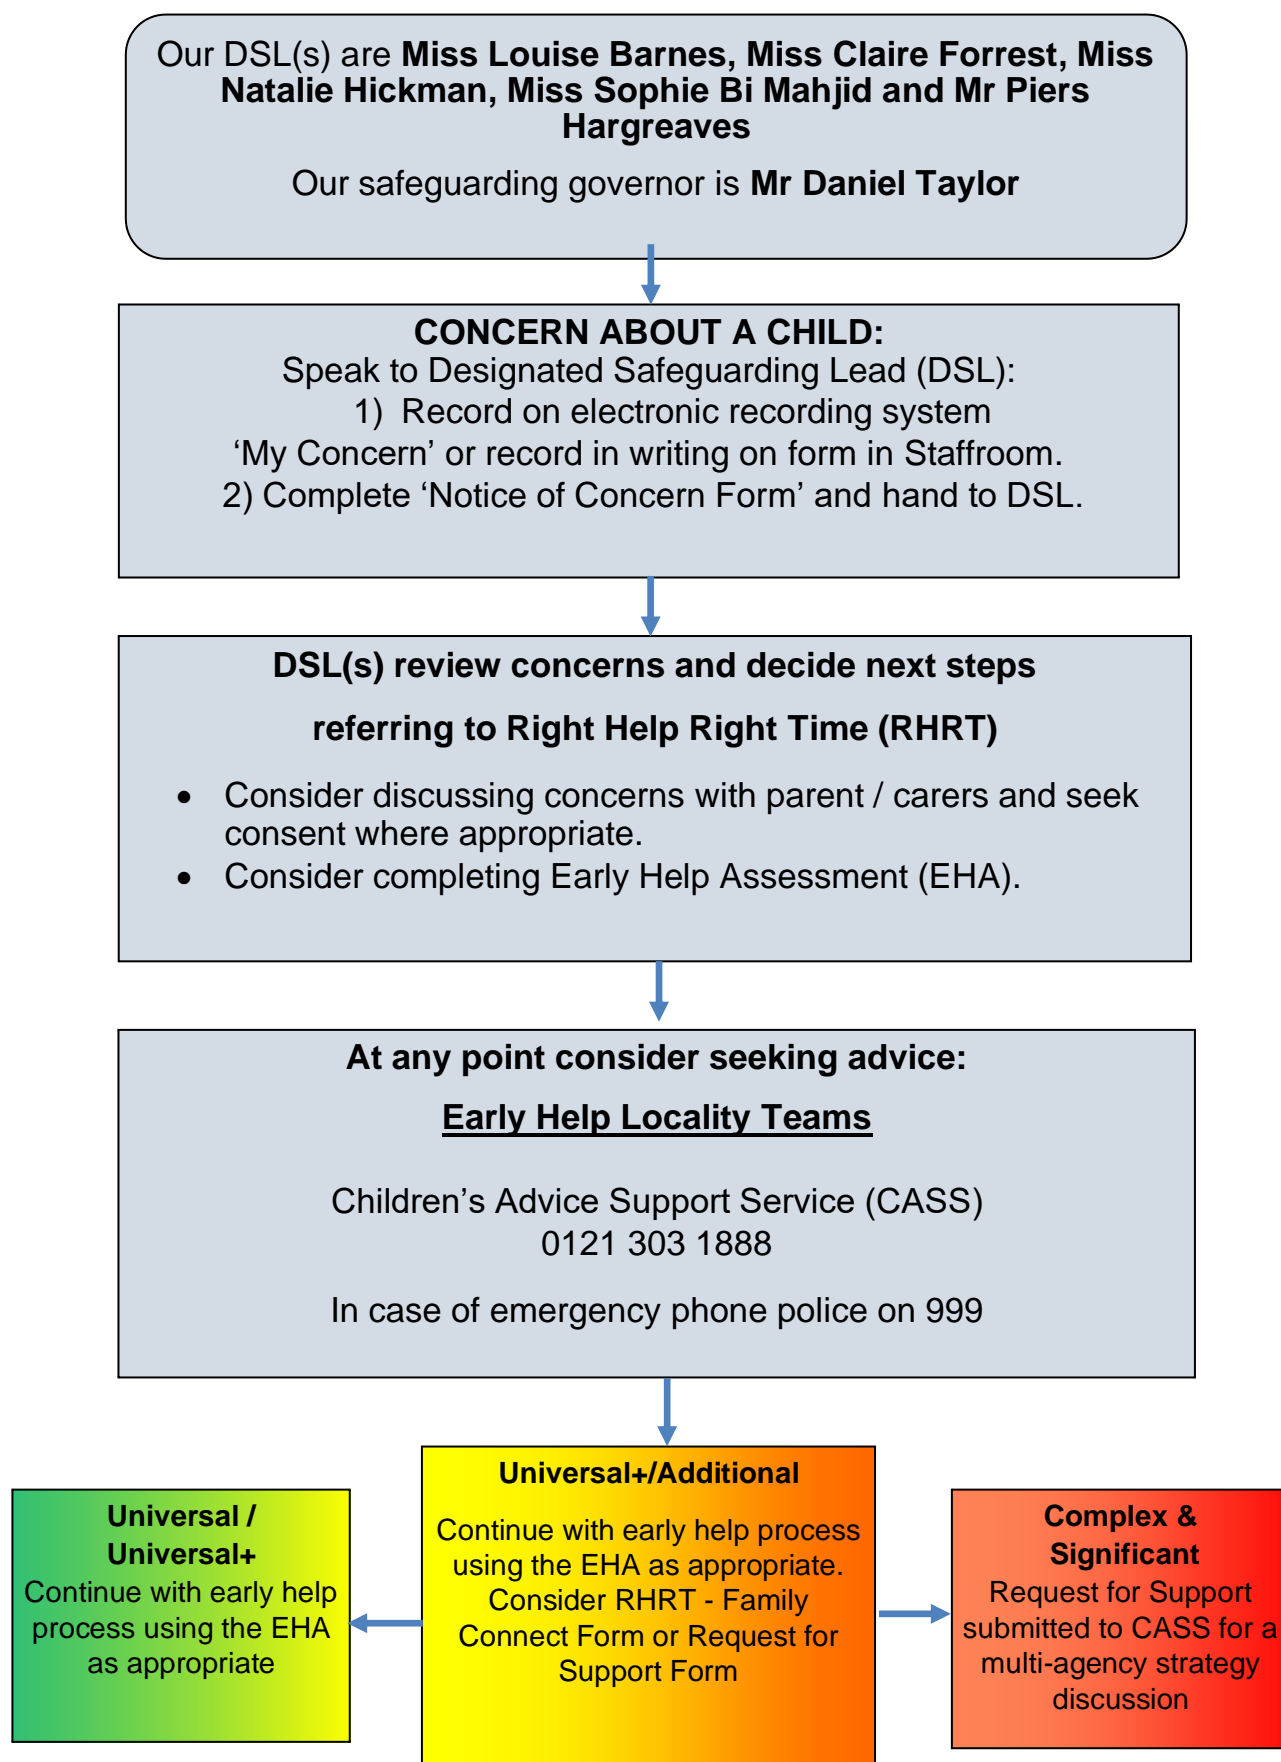 Our DSL(s) are Miss Louise Barnes, Miss Claire Forrest, Miss
Natalie Hickman, Miss Sophie Bi Mahjid and Mr Piers
Hargreaves
Our safeguarding governor is Mr Daniel Taylor
CONCERN ABOUT A CHILD:
Speak to Designated Safeguarding Lead (DSL):
1) Record on electronic recording system
‘My Concern’ or record in writing on form in Staffroom.
2) Complete ‘Notice of Concern Form’ and hand to DSL.
DSL(s) review concerns and decide next steps
referring to Right Help Right Time (RHRT)
• Consider discussing concerns with parent / carers and seek
consent where appropriate.
• Consider completing Early Help Assessment (EHA).
At any point consider seeking advice:
Early Help Locality Teams
Children’s Advice Support Service (CASS)
0121 303 1888
In case of emergency phone police on 999
Universal /
Universal+
Continue with early help
process using the EHA
as appropriate
Universal+/Additional
Continue with early help process
using the EHA as appropriate.
Consider RHRT - Family
Connect Form or Request for
Support Form
Complex &
Significant
Request for Support
submitted to CASS for a
multi-agency strategy
discussion